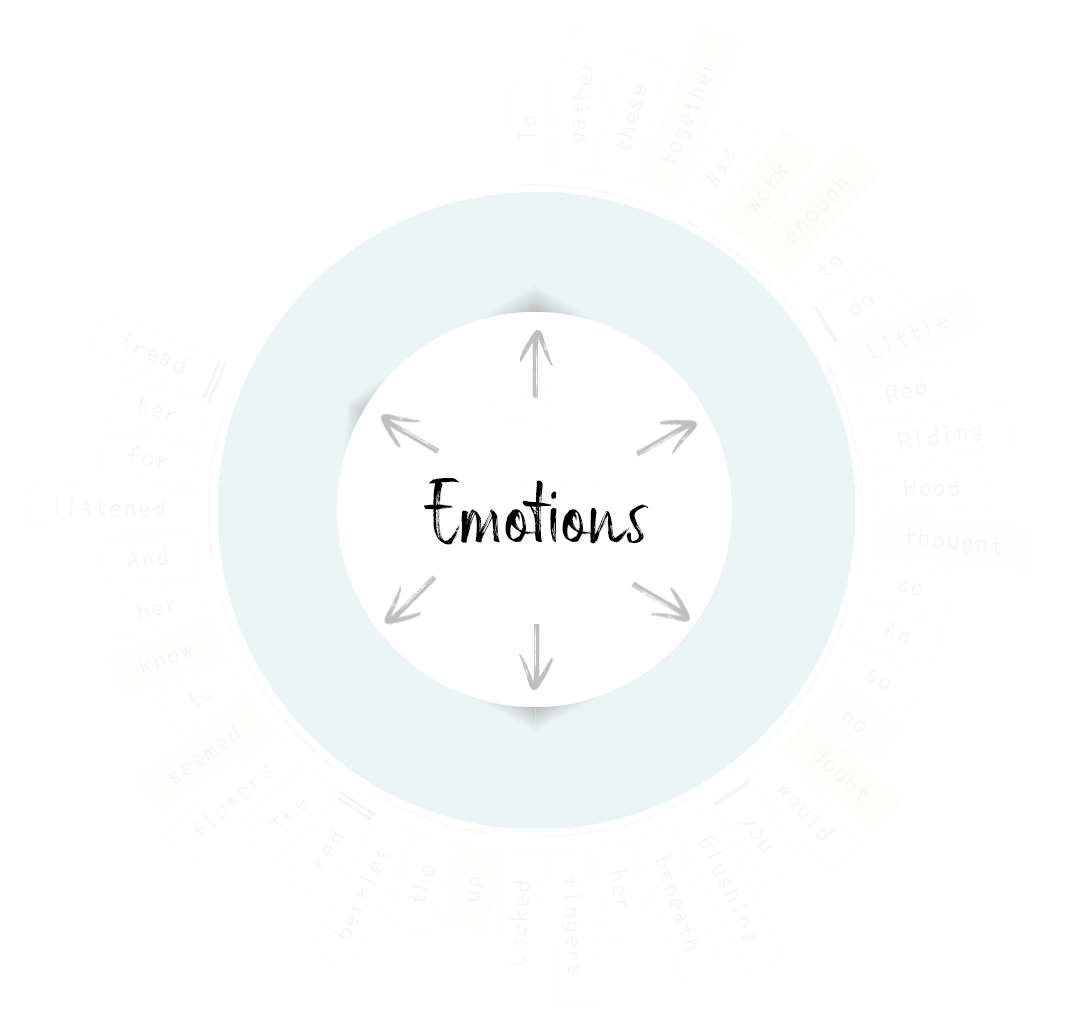 To
gather
these
together
Was
work
enough
to
do
Little
Red
Riding
Hood
thought
so
An
so
no
doubt
would
you
Blushing
beneath
her
fingers
Looked
up
the
berries
red
The
flowers
seemed
to
know
her
And
listened
for
her
tread
Emotions